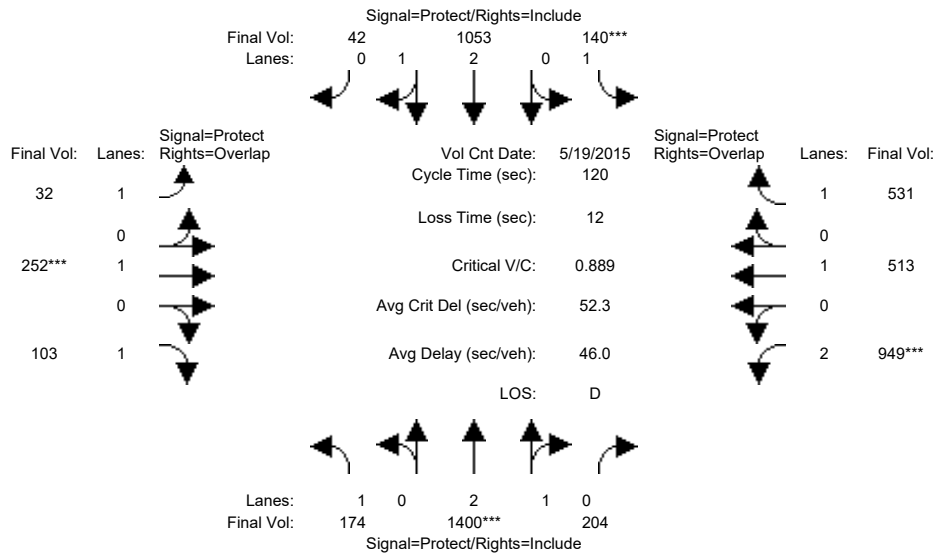 Signal=Protect/Rights=Include
Final Vol: 42 1053 140***
Lanes: 0 1 2 0 1
Signal=Protect Signal=Protect
Final Vol: Lanes: Rights=Overlap Vol Cnt Date: 5/19/2015 Rights=Overlap Lanes: Final Vol:
Cycle Time (sec): 120
32 1 1 531
Loss Time (sec): 12
0 0
252*** 1 Critical V/C: 0.889 1 513
0 Avg Crit Del (sec/veh): 52.3 0
103 1 Avg Delay (sec/veh): 46.0 2 949***
LOS: D
Lanes: 1 0 2 1 0
Final Vol: 174 1400*** 204
Signal=Protect/Rights=Include